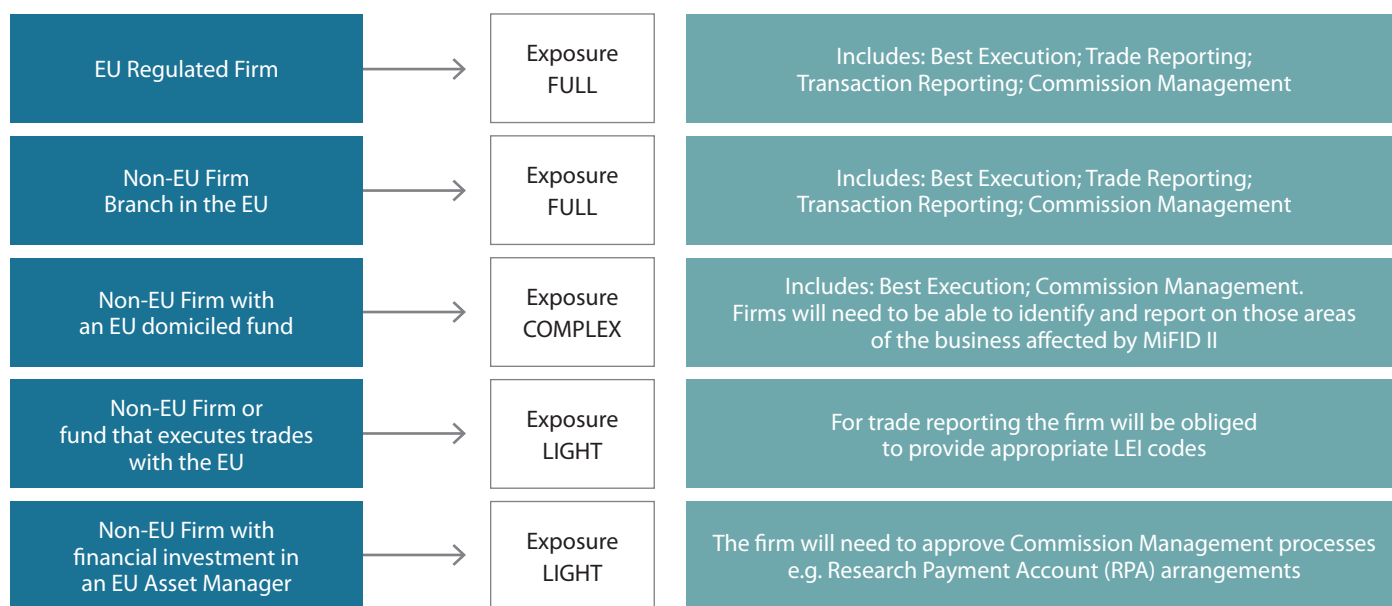 EU Regulated Firm
Exposure
FULL
Includes: Best Execution; Trade Reporting;
Transaction Reporting; Commission Management
Non-EU Firm
Branch in the EU
Exposure
FULL
Includes: Best Execution; Trade Reporting;
Transaction Reporting; Commission Management
Non-EU Firm with
an EU domiciled fund
Exposure
COMPLEX
Includes: Best Execution; Commission Management.
Firms will need to be able to identify and report on those areas
of the business affected by MiFID II
Non-EU Firm or
fund that executes trades
with the EU
Exposure
LIGHT
For trade reporting the firm will be obliged
to provide appropriate LEI codes
Non-EU Firm with
financial investment in
an EU Asset Manager
Exposure
LIGHT
The firm will need to approve Commission Management processes
e.g. Research Payment Account (RPA) arrangements